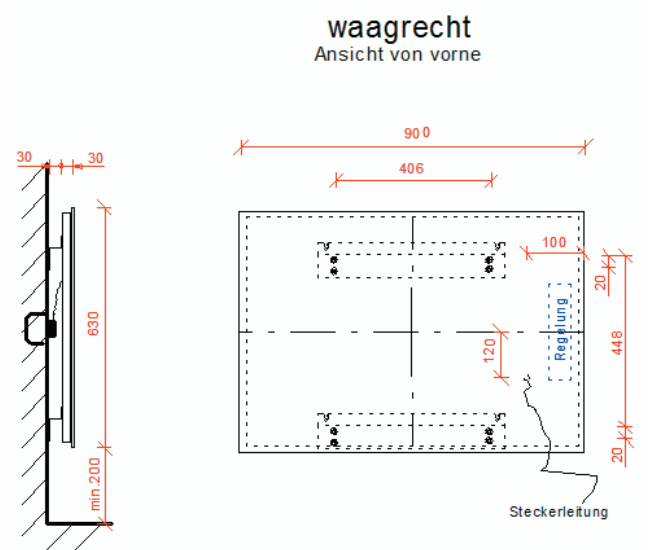 waagrecht
Ansicht von vorne
900
30
30
406
100
20
630
Regelung
448
120
20
min.200
Steckerleitung